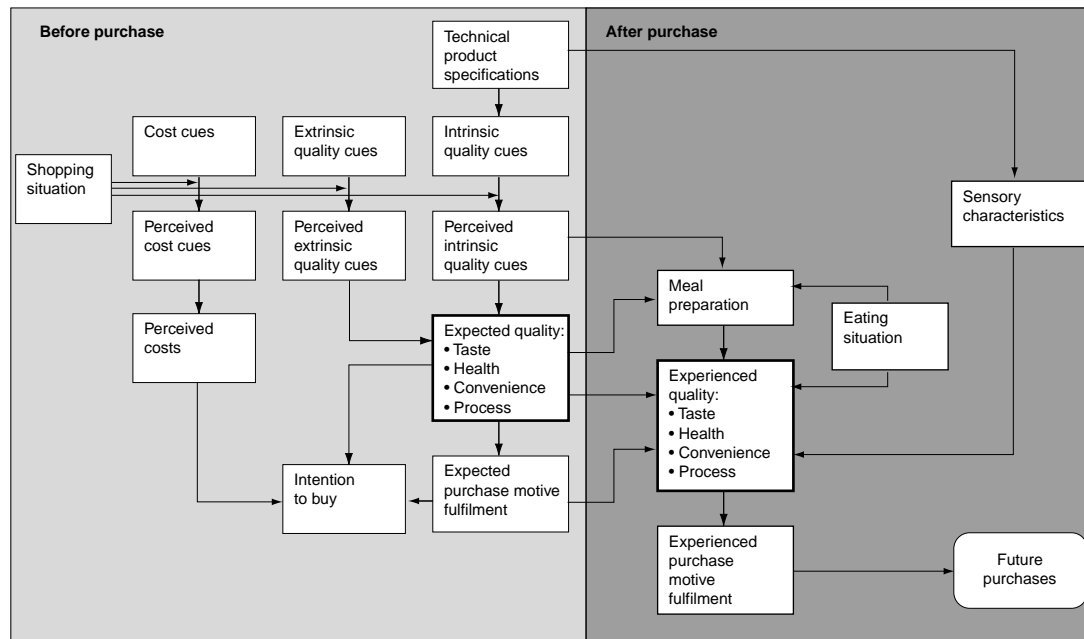 Before purchase
Technical
product
specifications
Cost cues
Extrinsic
quality cues
Intrinsic
quality cues
Shopping
situation
Perceived
cost cues
Perceived
extrinsic
quality cues
Perceived
intrinsic
quality cues
Perceived
costs
Expected quality:
• Taste
• Health
• Convenience
• Process
Intention
to buy
Expected
purchase motive
fulfilment
After purchase
Sensory
characteristics
Meal
preparation
Eating
situation
Experienced
quality:
• Taste
• Health
• Convenience
• Process
Experienced
purchase
motive
fulfilment
Future
purchases